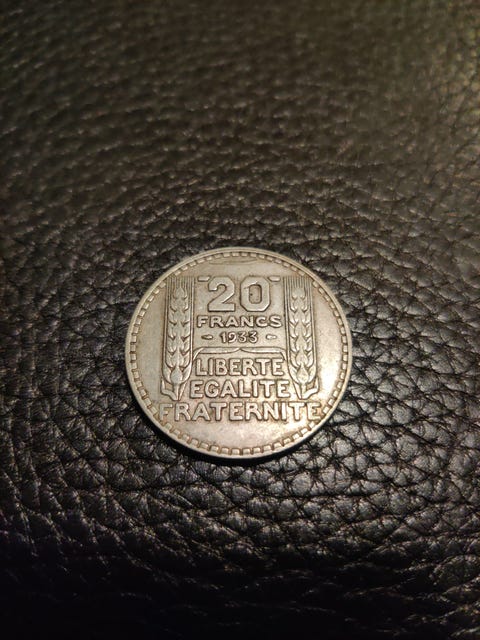 20
FRANCS
- 1933 -
LIBERTE
EGALITE
FRATERNITE